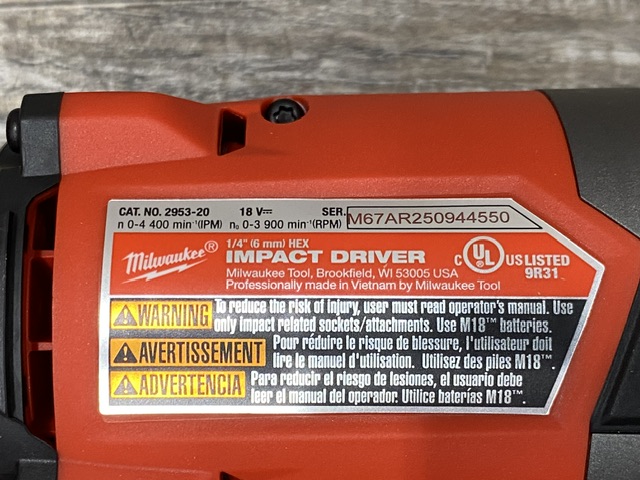 CAT. NO. 2953-20 18 V⎓ SER. M67AR250944550
n 0-4 400 min⁻¹(IPM) n₀ 0-3 900 min⁻¹(RPM)
Milwaukee®
1/4" (6 mm) HEX
IMPACT DRIVER
Milwaukee Tool, Brookfield, WI 53005 USA
Professionally made in Vietnam by Milwaukee Tool
C UL US LISTED
9R31
WARNING To reduce the risk of injury, user must read operator's manual. Use
only impact related sockets/attachments. Use M18™ batteries.
AVERTISSEMENT Pour réduire le risque de blessure, l'utilisateur doit
lire le manuel d'utilisation. Utilisez des piles M18™.
ADVERTENCIA Para reducir el riesgo de lesiones, el usuario debe
leer el manual del operador. Utilice baterías M18™.